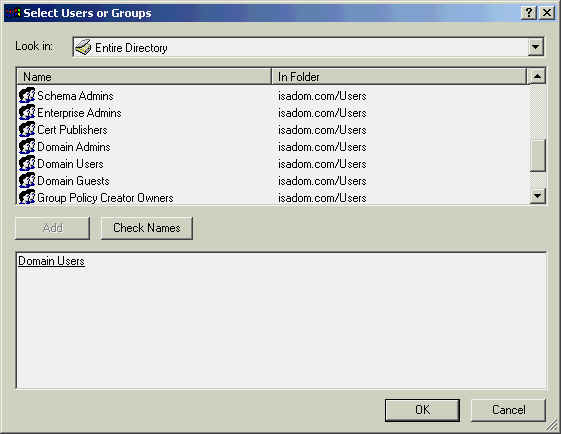 Select Users or Groups
Look in: Entire Directory
Name In Folder
Schema Admins isadom.com/Users
Enterprise Admins isadom.com/Users
Cert Publishers isadom.com/Users
Domain Admins isadom.com/Users
Domain Users isadom.com/Users
Domain Guests isadom.com/Users
Group Policy Creator Owners isadom.com/Users
Add Check Names
Domain Users
OK Cancel